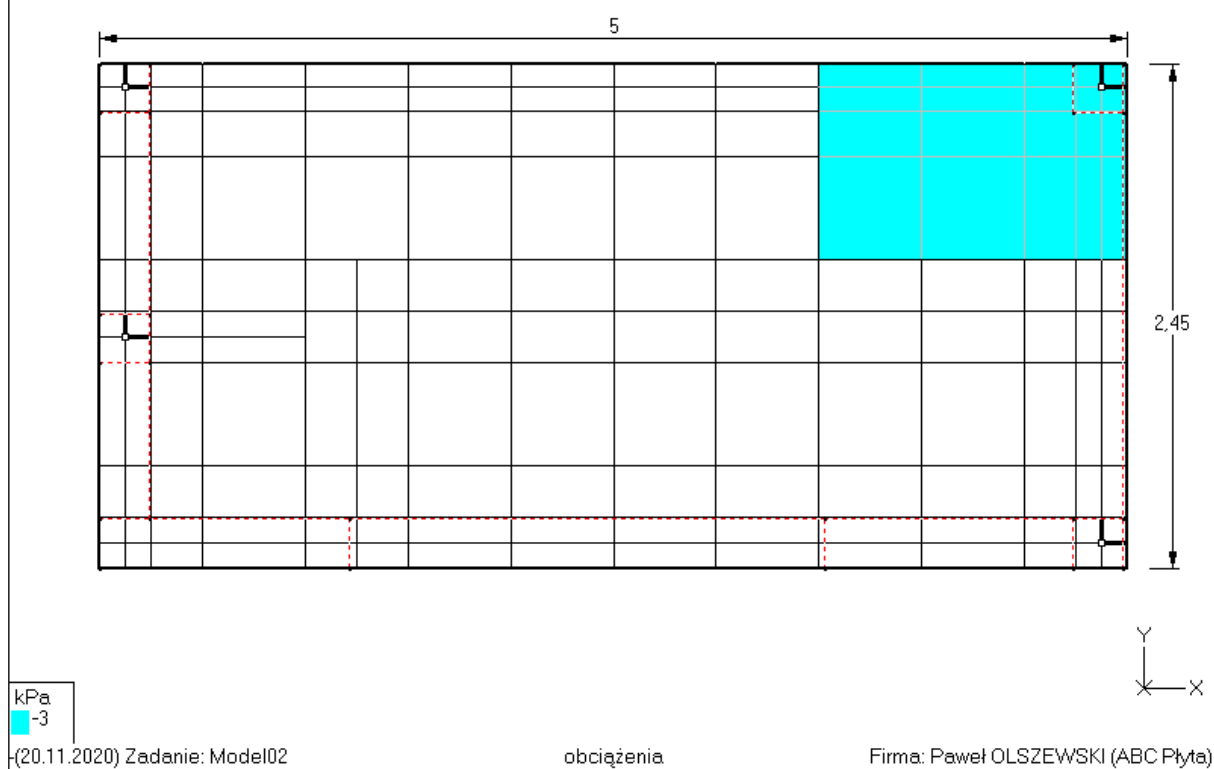 5
2,45
Y
X
kPa
-3
-(20.11.2020) Zadanie: Model02 obciążenia Firma: Paweł OLSZEWSKI (ABC Płyta)